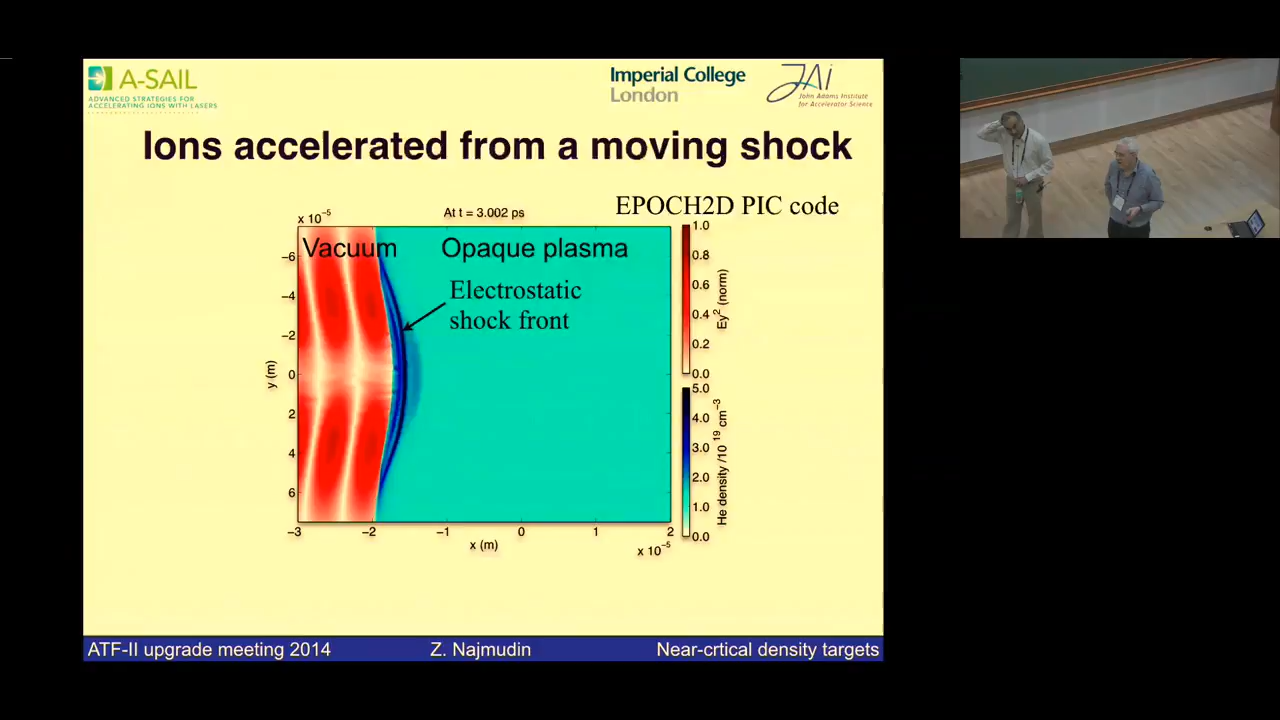 A-SAIL
ADVANCED STRATEGIES FOR
ACCELERATING IONS WITH LASERS
Imperial College
London
JAi
John Adams Institute
for Accelerator Science
Ions accelerated from a moving shock
EPOCH2D PIC code
x 10⁻⁵
At t = 3.002 ps
Vacuum
Opaque plasma
Electrostatic
shock front
−6
−4
−2
0
2
4
6
y (m)
−3
−2
−1
0
1
2
x (m)
x 10⁻⁵
1.0
0.8
0.6
0.4
0.2
0.0
Ey² (norm)
5.0
4.0
3.0
2.0
1.0
0.0
He density /10¹⁹ cm⁻³
ATF-II upgrade meeting 2014
Z. Najmudin
Near-crtical density targets